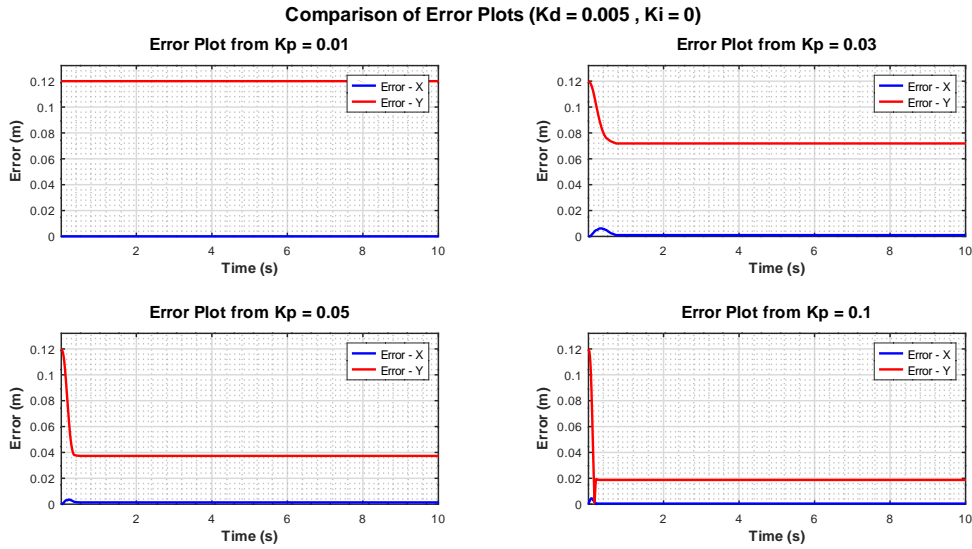 Comparison of Error Plots (Kd = 0.005 , Ki = 0)
Error Plot from Kp = 0.01
Error (m)
0.12
0.1
0.08
0.06
0.04
0.02
0
2
4
6
8
10
Time (s)
Error - X
Error - Y
Error Plot from Kp = 0.03
Error (m)
0.12
0.1
0.08
0.06
0.04
0.02
0
2
4
6
8
10
Time (s)
Error - X
Error - Y
Error Plot from Kp = 0.05
Error (m)
0.12
0.1
0.08
0.06
0.04
0.02
0
2
4
6
8
10
Time (s)
Error - X
Error - Y
Error Plot from Kp = 0.1
Error (m)
0.12
0.1
0.08
0.06
0.04
0.02
0
2
4
6
8
10
Time (s)
Error - X
Error - Y